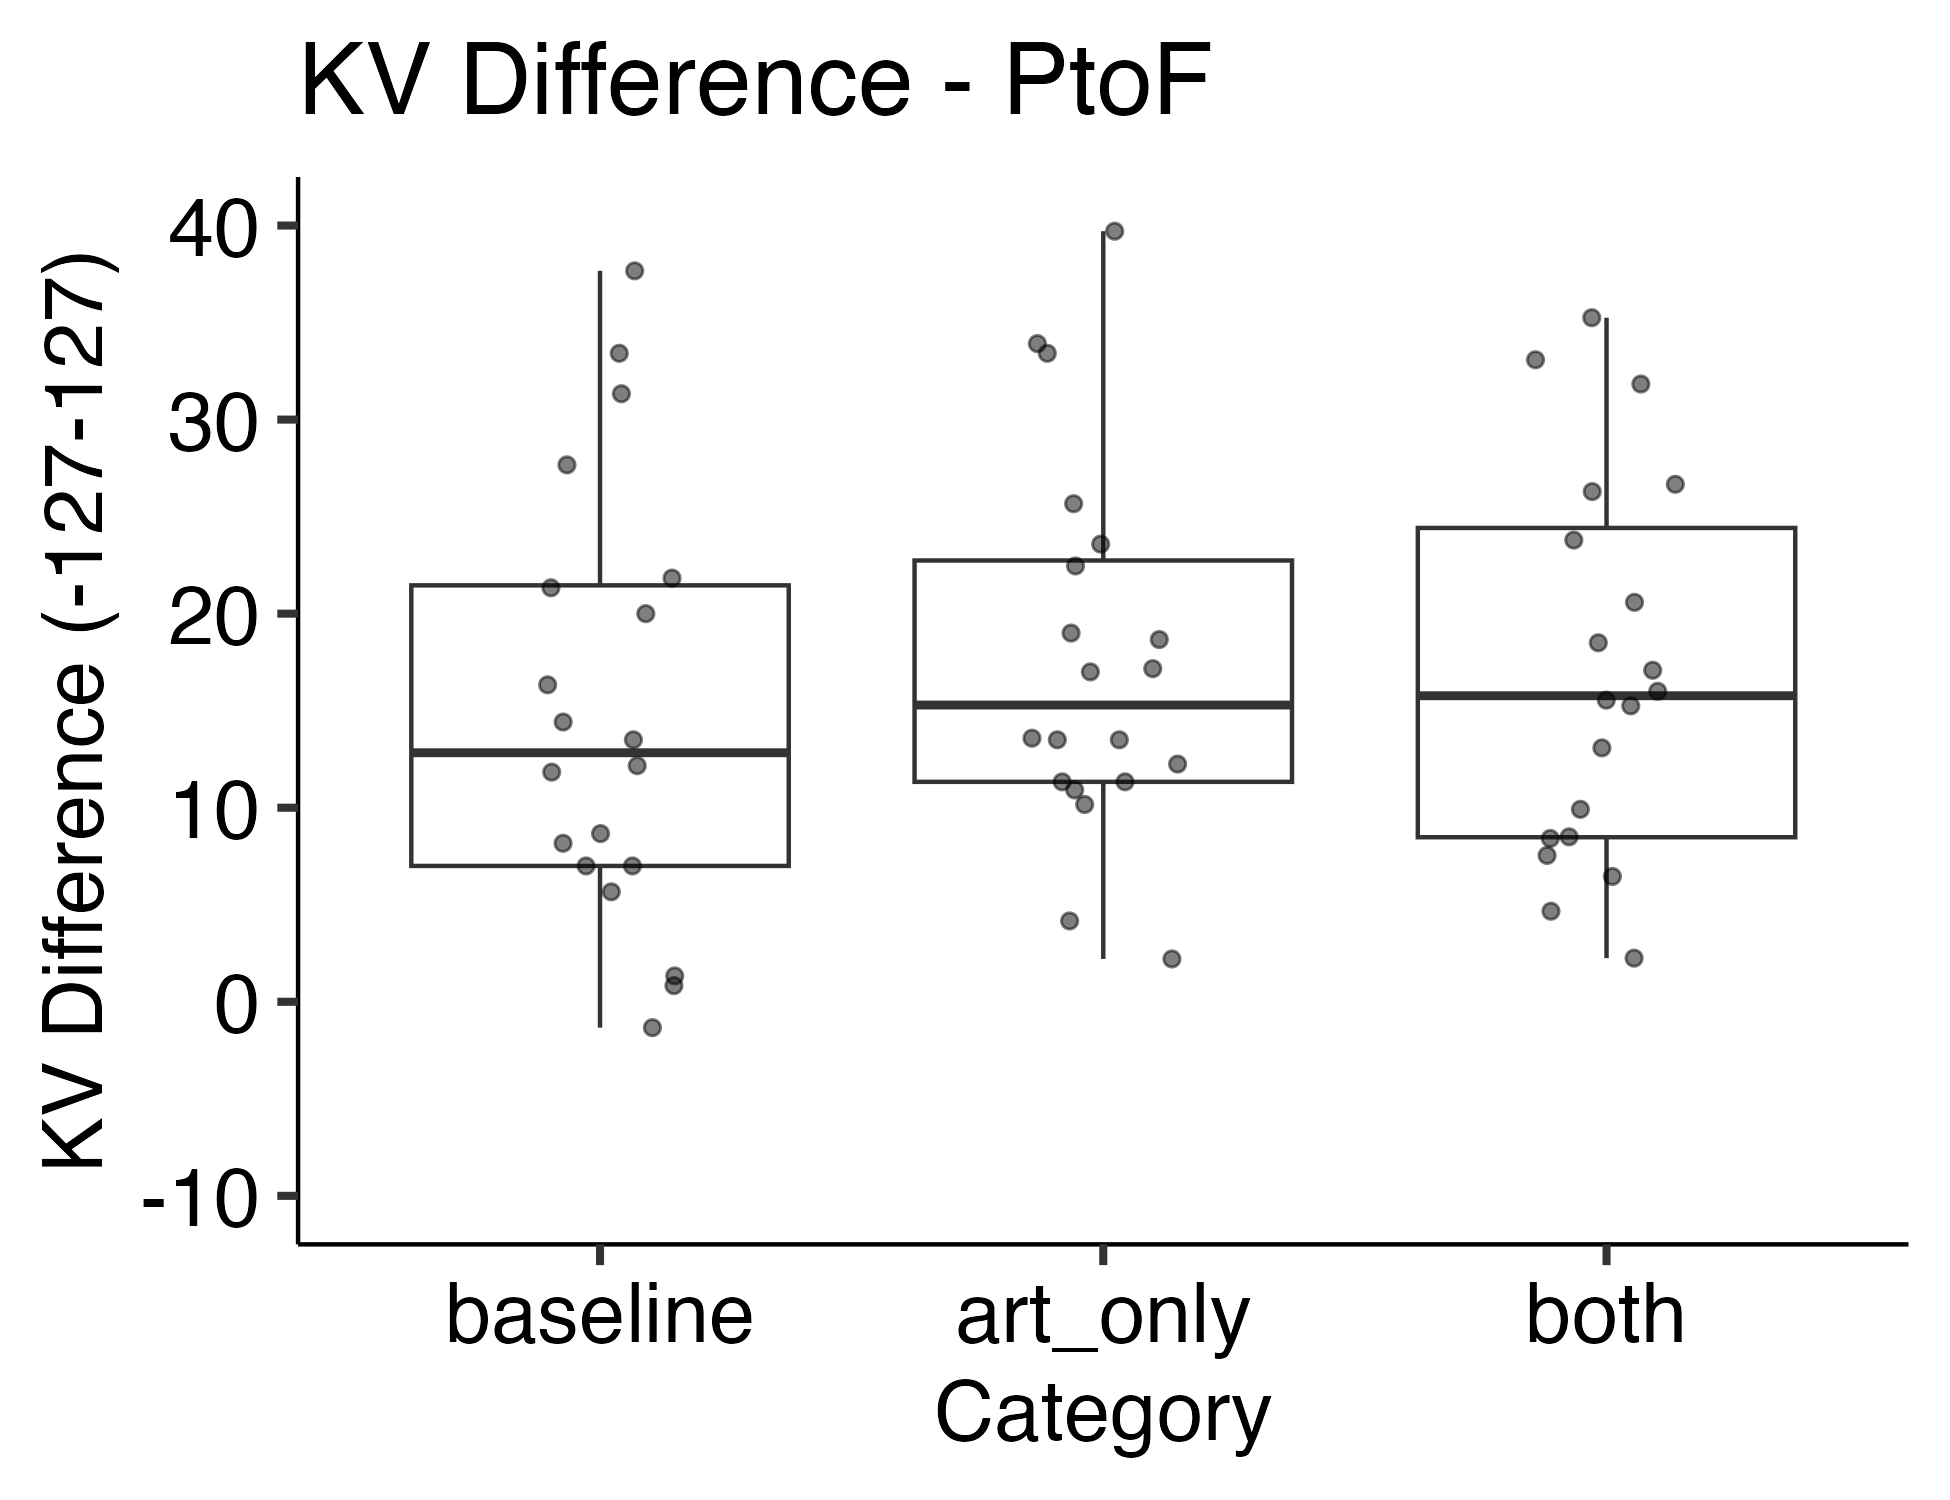 KV Difference - PtoF
KV Difference (-127-127)
40
30
20
10
0
-10
baseline
art_only
both
Category